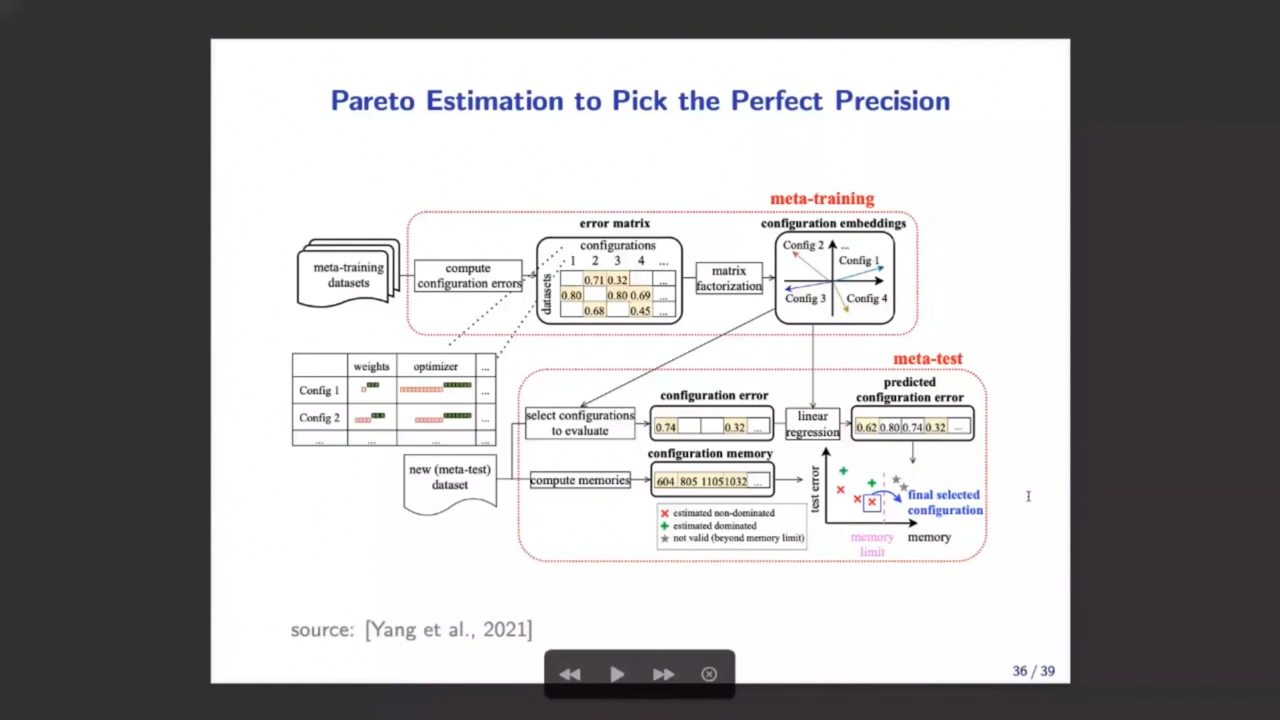 Pareto Estimation to Pick the Perfect Precision
meta-training
error matrix
configuration embeddings
meta-training
datasets
compute
configuration errors
configurations
1 2 3 4 ...
datasets
0.71 0.32 ...
0.80 0.80 0.69 ...
0.68 0.45 ...
matrix
factorization
Config 2 ...
Config 1
Config 3 Config 4
weights optimizer ...
Config 1 ...
Config 2 ...
... ... ... ...
meta-test
select configurations
to evaluate
configuration error
0.74 0.32 ...
linear
regression
predicted
configuration error
0.62 0.80 0.74 0.32 ...
new (meta-test)
dataset
compute memories
configuration memory
604 805 1105 1032 ...
× estimated non-dominated
+ estimated dominated
★ not valid (beyond memory limit)
test error
final selected
configuration
memory
limit
memory
source: [Yang et al., 2021]
36 / 39